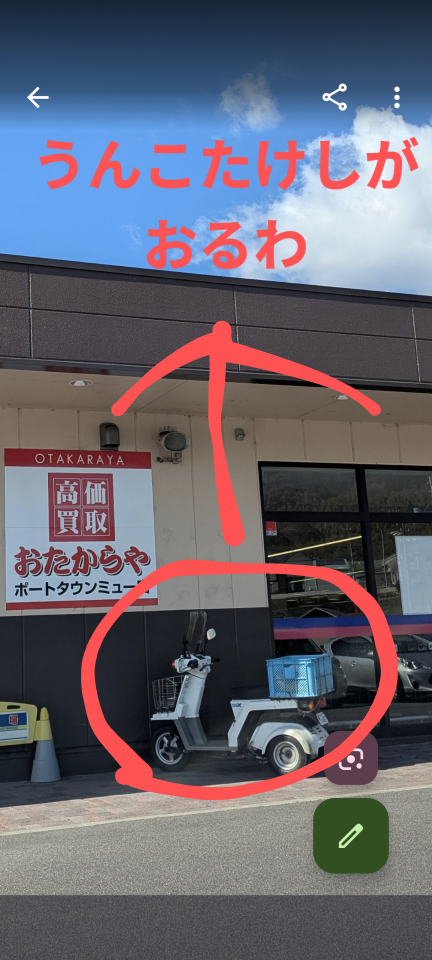 うんこたけしが
おるわ
OTAKARAYA
高価
買取
おたからや
ポートタウンミュー